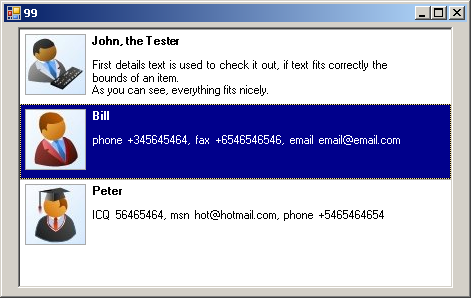 99
John, the Tester
First details text is used to check it out, if text fits correctly the
bounds of an item.
As you can see, everything fits nicely.
Bill
phone +345645464, fax +6546546546, email email@email.com
Peter
ICQ 56465464, msn hot@hotmail.com, phone +5465464654